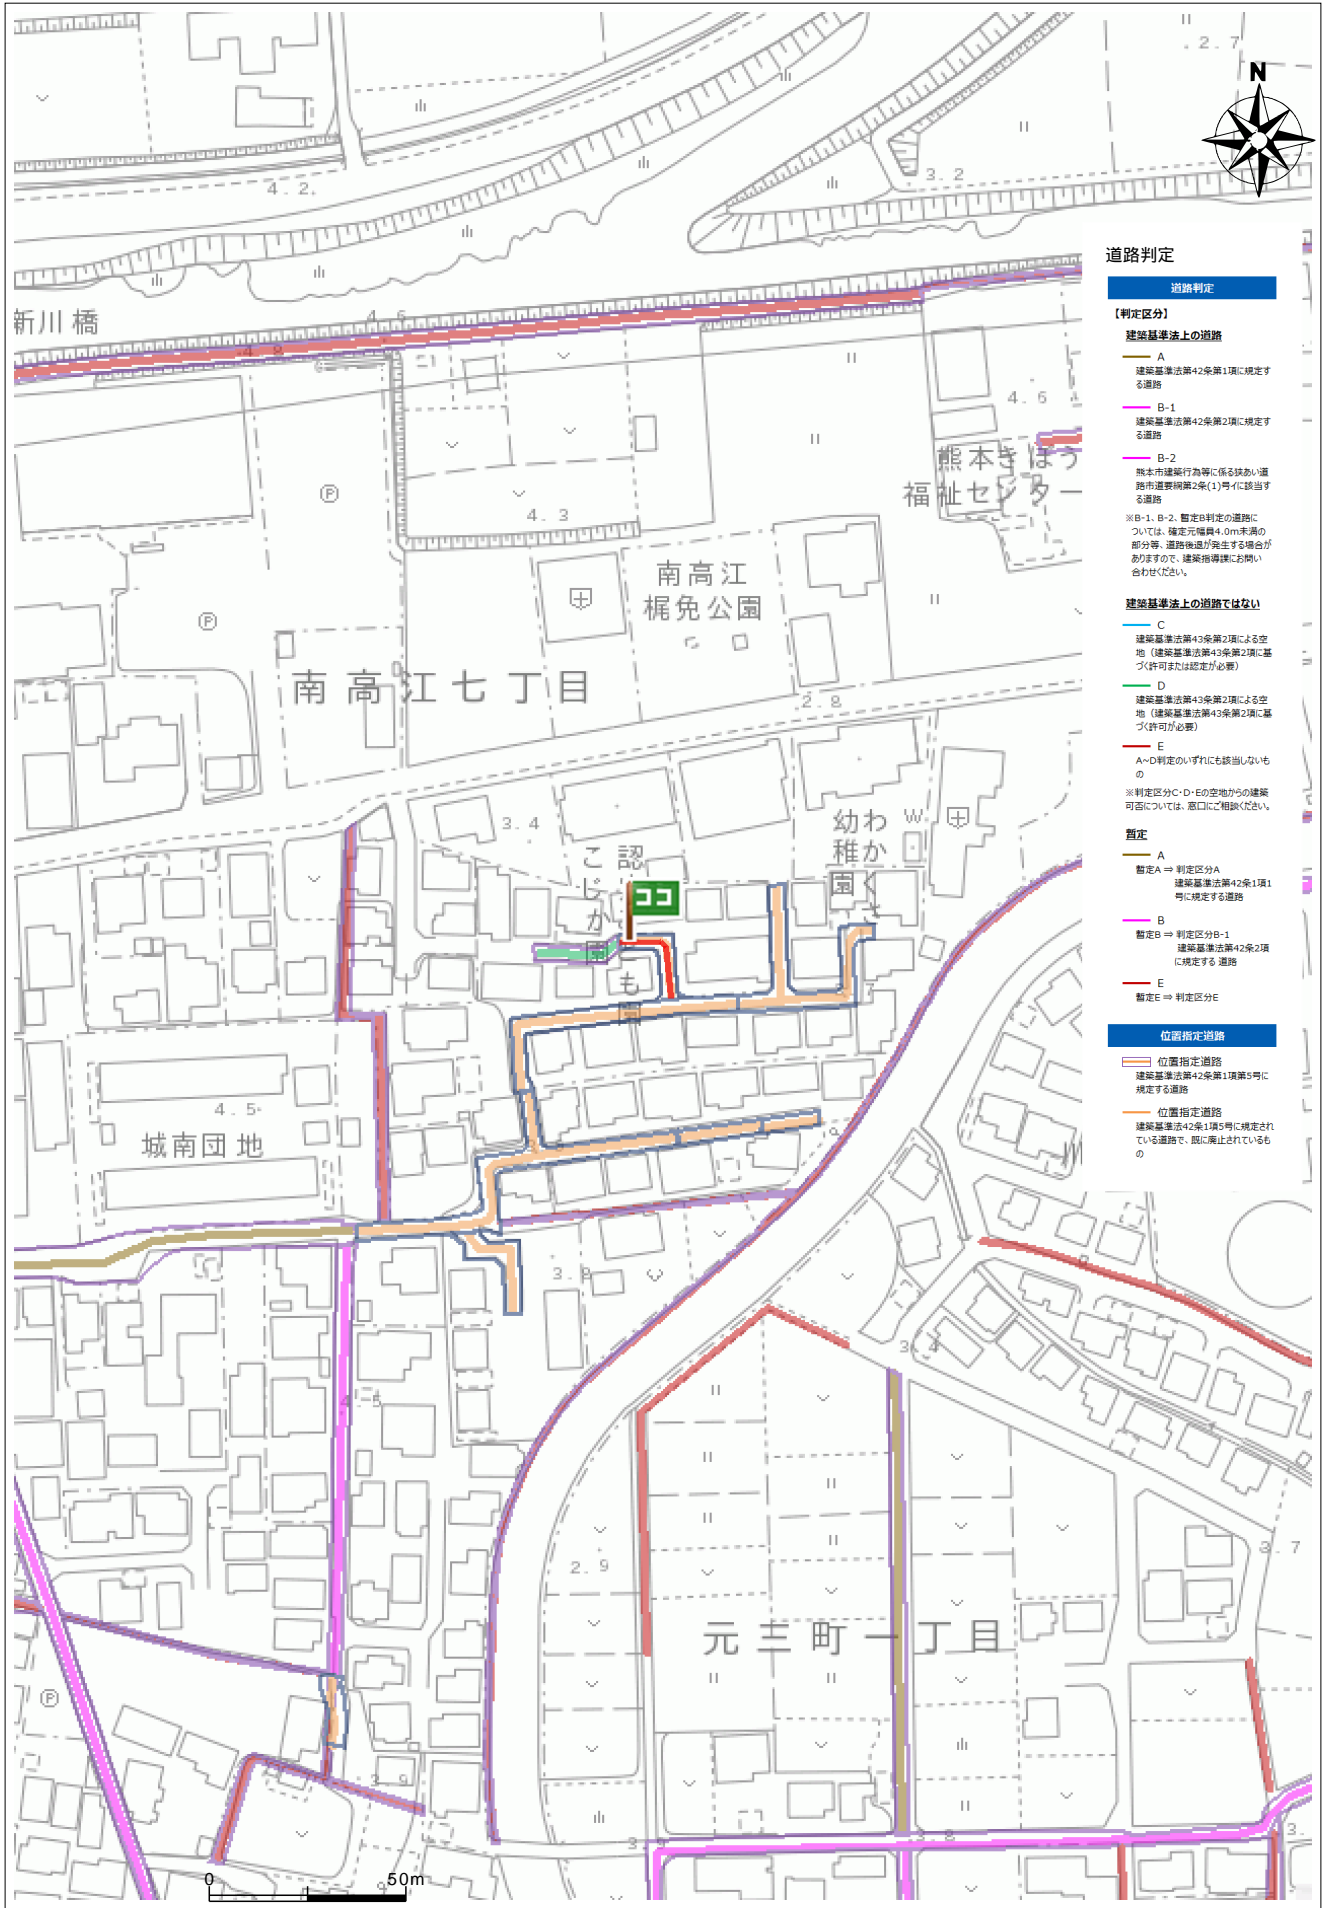 2.7
N
4.2
3.2
新川橋
4.6
4.8
4.6
熊本きぼう
福祉センター
P
4.3
南高江
梶免公園
P
南高江七丁目
2.8
3.4
わかくさ
幼稚園
W
認
こじか園
ココ
も園
3.7
4.5
城南団地
3.8
3.4
4.5
2.9
3.7
元三町一丁目
P
3.9
3.8
0
50m
道路判定
道路判定
【判定区分】
建築基準法上の道路
A
建築基準法第42条第1項に規定す
る道路
B-1
建築基準法第42条第2項に規定す
る道路
B-2
熊本市建築行為等に係る狭あい道
路市道要綱第2条(1)号イに該当す
る道路
※B-1、B-2、暫定B判定の道路に
ついては、確定元幅員4.0m未満の
部分等、道路後退が発生する場合が
ありますので、建築指導課にお問い
合わせください。
建築基準法上の道路ではない
C
建築基準法第43条第2項による空
地（建築基準法第43条第2項に基
づく許可または認定が必要）
D
建築基準法第43条第2項による空
地（建築基準法第43条第2項に基
づく許可が必要）
E
A~D判定のいずれにも該当しないも
の
※判定区分C・D・Eの空地からの建築
可否については、窓口にご相談ください。
暫定
A
暫定A ⇒ 判定区分A
建築基準法第42条1項1
号に規定する道路
B
暫定B ⇒ 判定区分B-1
建築基準法第42条2項
に規定する 道路
E
暫定E ⇒ 判定区分E
位置指定道路
位置指定道路
建築基準法第42条第1項第5号に
規定する道路
位置指定道路
建築基準法42条1項5号に規定され
ている道路で、既に廃止されているも
の